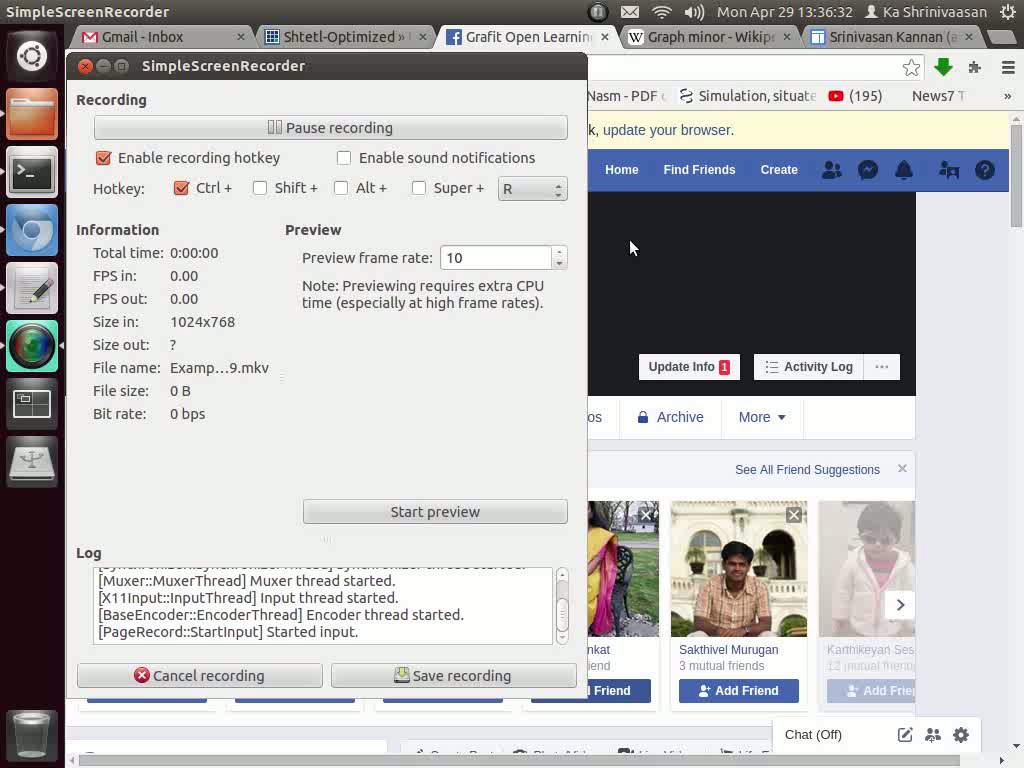 SimpleScreenRecorder
Mon Apr 29 13:36:32 Ka Shrinivaasan
Gmail - Inbox
Shtetl-Optimized »
Grafit Open Learnin
Graph minor - Wikip
Srinivasan Kannan (
SimpleScreenRecorder
Nasm - PDF
Simulation, situate
(195)
News7 T
»
Recording
k, update your browser.
Pause recording
Enable recording hotkey
Enable sound notifications
Home
Find Friends
Create
Hotkey:
Ctrl +
Shift +
Alt +
Super +
R
Information
Preview
Total time: 0:00:00
Preview frame rate: 10
FPS in: 0.00
Note: Previewing requires extra CPU
time (especially at high frame rates).
FPS out: 0.00
Size in: 1024x768
Size out: ?
File name: Examp...9.mkv
File size: 0 B
Bit rate: 0 bps
Update Info 1
Activity Log
...
os
Archive
More
See All Friend Suggestions
Start preview
Log
[Muxer::MuxerThread] Muxer thread started.
[X11Input::InputThread] Input thread started.
[BaseEncoder::EncoderThread] Encoder thread started.
[PageRecord::StartInput] Started input.
nkat
iend
Friend
Sakthivel Murugan
3 mutual friends
Add Friend
Karthikeyan Ses
12 mutual frien
Add Frie
Cancel recording
Save recording
Chat (Off)